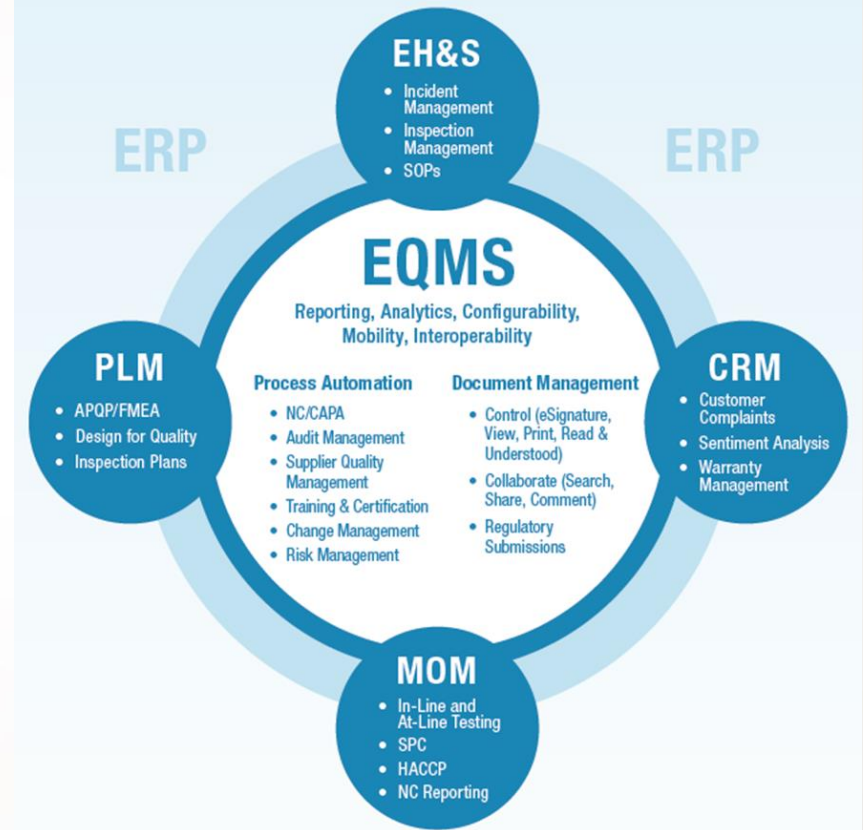 EH&S
• Incident
Management
• Inspection
Management
• SOPs
ERP
ERP
EQMS
Reporting, Analytics, Configurability,
Mobility, Interoperability
Process Automation
• NC/CAPA
• Audit Management
• Supplier Quality
Management
• Training & Certification
• Change Management
• Risk Management
Document Management
• Control (eSignature,
View, Print, Read &
Understood)
• Collaborate (Search,
Share, Comment)
• Regulatory
Submissions
PLM
• APQP/FMEA
• Design for Quality
• Inspection Plans
CRM
• Customer
Complaints
• Sentiment Analysis
• Warranty
Management
MOM
• In-Line and
At-Line Testing
• SPC
• HACCP
• NC Reporting